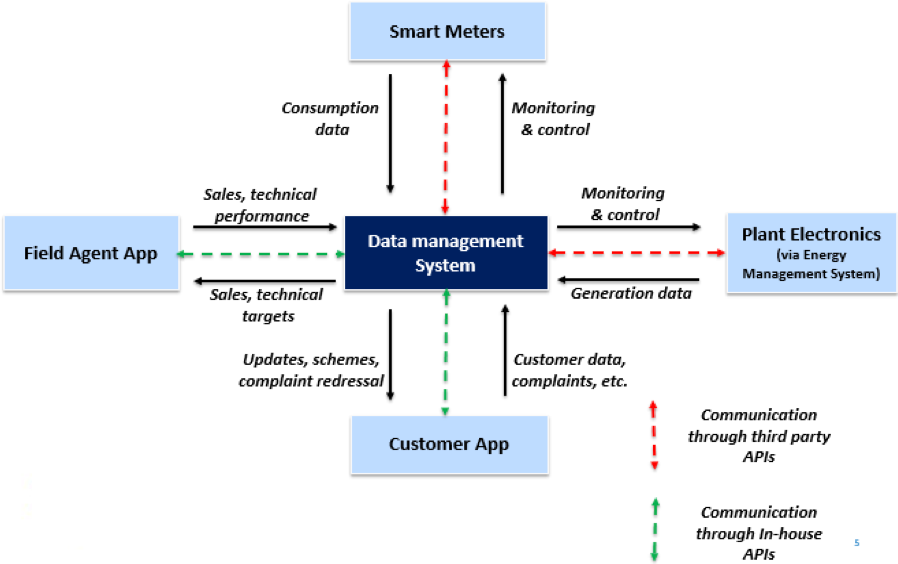 Smart Meters
Consumption
data
Monitoring
& control
Sales, technical
performance
Monitoring
& control
Field Agent App
Data management
System
Plant Electronics
(via Energy
Management System)
Sales, technical
targets
Generation data
Updates, schemes,
complaint redressal
Customer data,
complaints, etc.
Customer App
Communication
through third party
APIs
Communication
through In-house
APIs
5